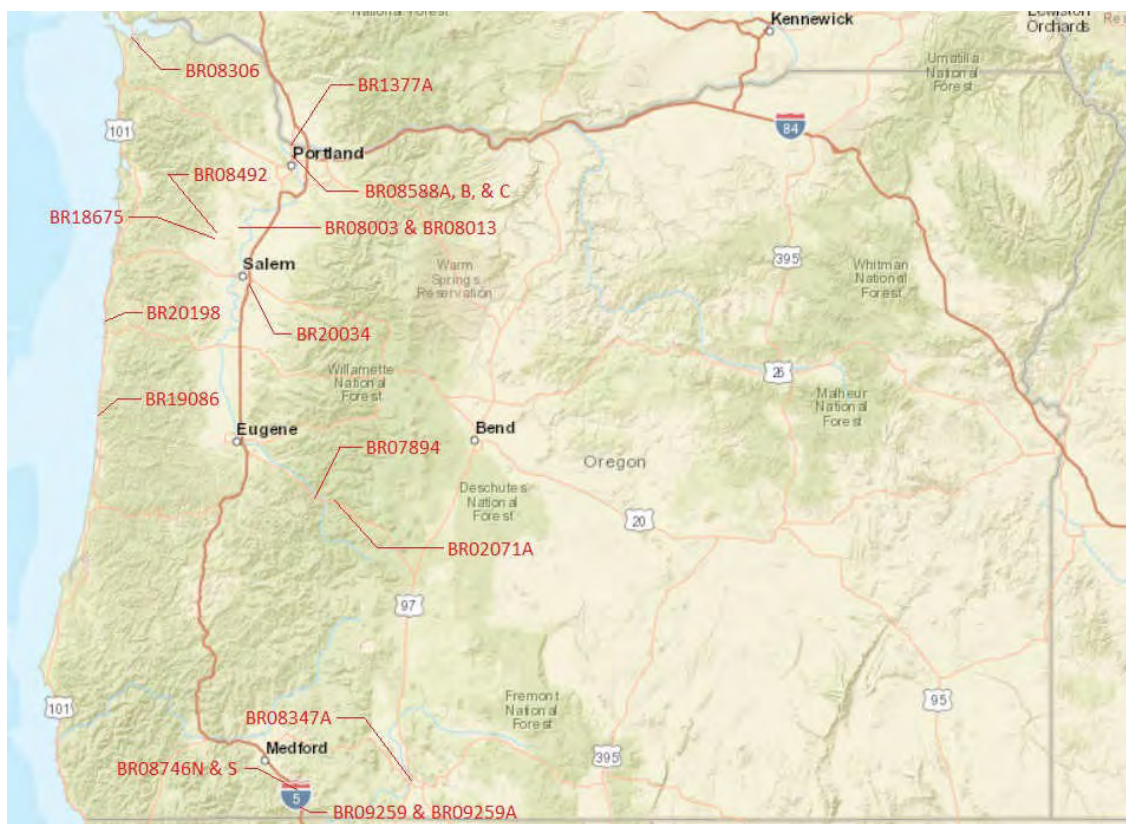 National Forest
Kennewick
Lewiston
Orchards
BR08306
Umatilla
National
Forest
BR1377A
101
84
Portland
BR08492
BR08588A, B, & C
BR18675
BR08003 & BR08013
395
Salem
Warm
Springs
Reservation
Whitman
National
Forest
BR20198
BR20034
Willamette
National
Forest
26
Malheur
National
Forest
BR19086
Eugene
Bend
BR07894
Oregon
Deschutes
National
Forest
20
BR02071A
97
Fremont
National
Forest
101
95
BR08347A
Medford
395
BR08746N & S
5
BR09259 & BR09259A